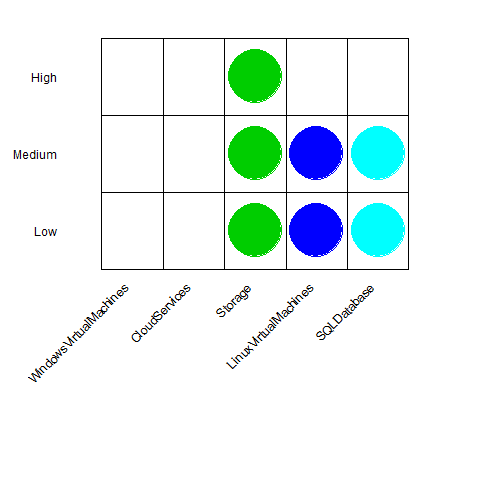 High
Medium
Low
WindowsVirtualMachines
CloudServices
Storage
LinuxVirtualMachines
SQLDatabase